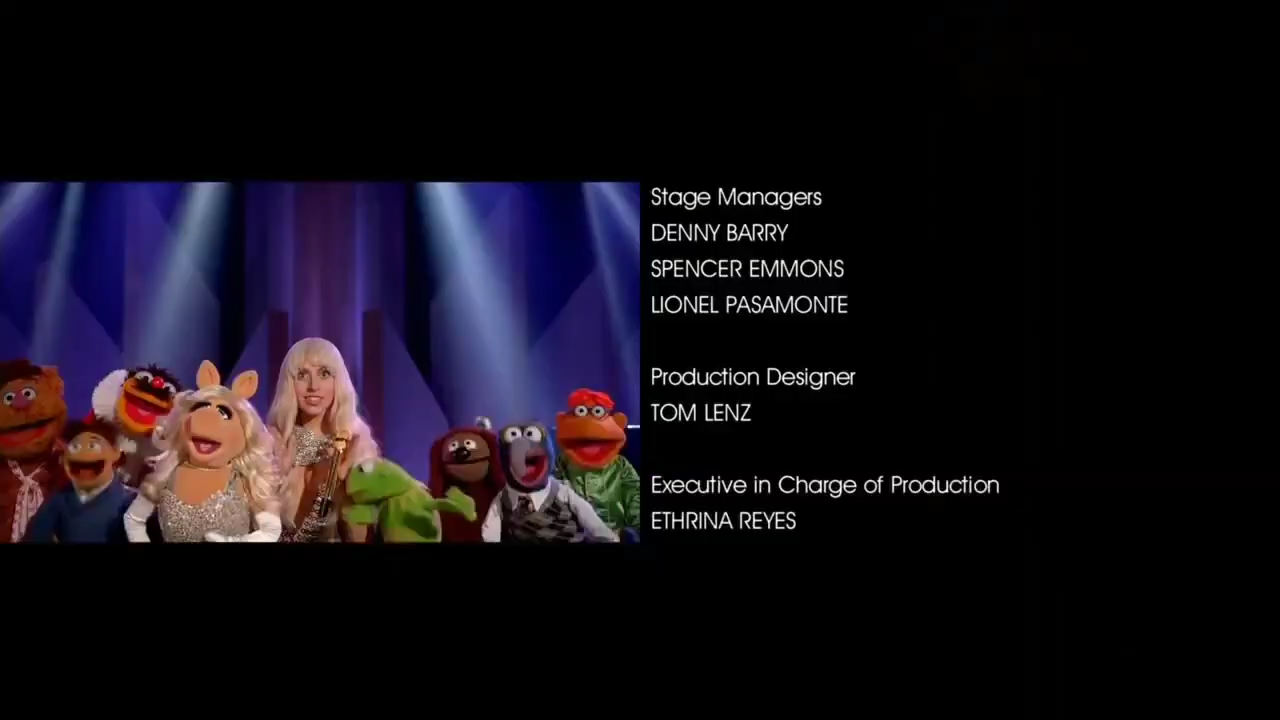 Stage Managers
DENNY BARRY
SPENCER EMMONS
LIONEL PASAMONTE
Production Designer
TOM LENZ
Executive in Charge of Production
ETHRINA REYES